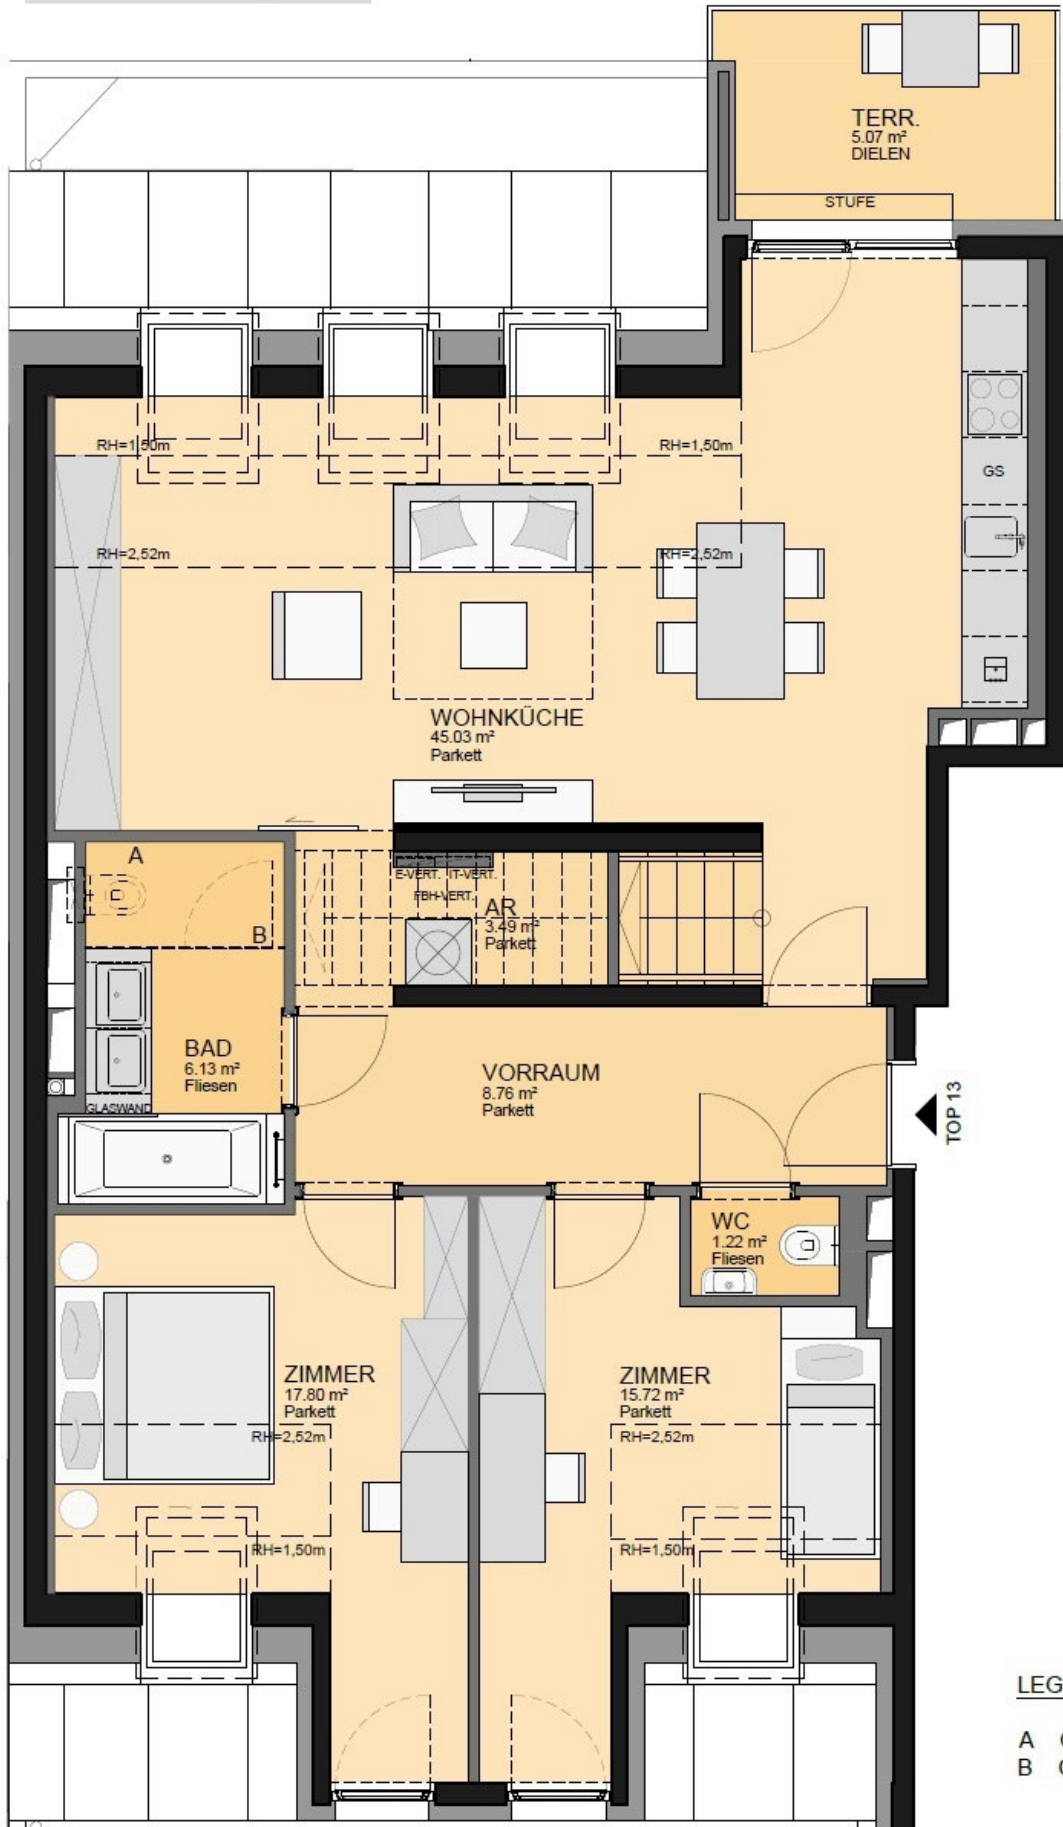 TERR.
5.07 m²
DIELEN
STUFE
RH=1,50m
RH=1,50m
GS
RH=2,52m
RH=2,52m
WOHNKÜCHE
45.03 m²
Parkett
A
E-VERT. IT-VERT.
FBH-VERT.
AR
3.49 m²
Parkett
B
BAD
6.13 m²
Fliesen
GLASWAND
VORRAUM
8.76 m²
Parkett
TOP 13
WC
1.22 m²
Fliesen
ZIMMER
17.80 m²
Parkett
RH=2,52m
ZIMMER
15.72 m²
Parkett
RH=2,52m
RH=1,50m
RH=1,50m
LEG
A
B